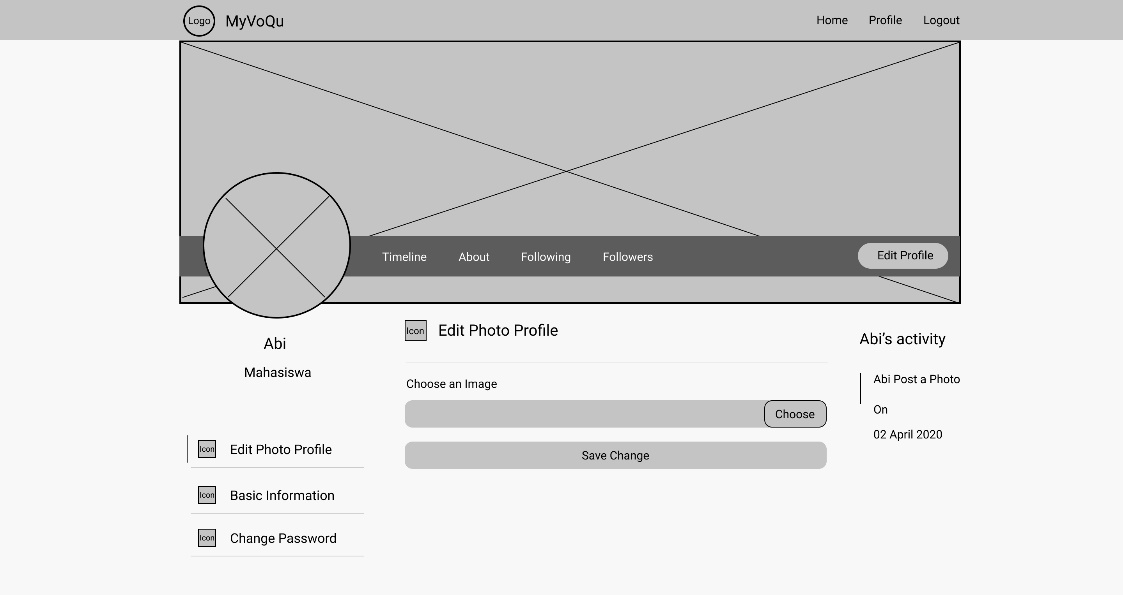 Logo MyVoQu Home Profile Logout
Timeline About Following Followers Edit Profile
Abi
Mahasiswa
Icon Edit Photo Profile
Icon Basic Information
Icon Change Password
Icon Edit Photo Profile
Choose an Image
Choose
Save Change
Abi’s activity
Abi Post a Photo
On
02 April 2020